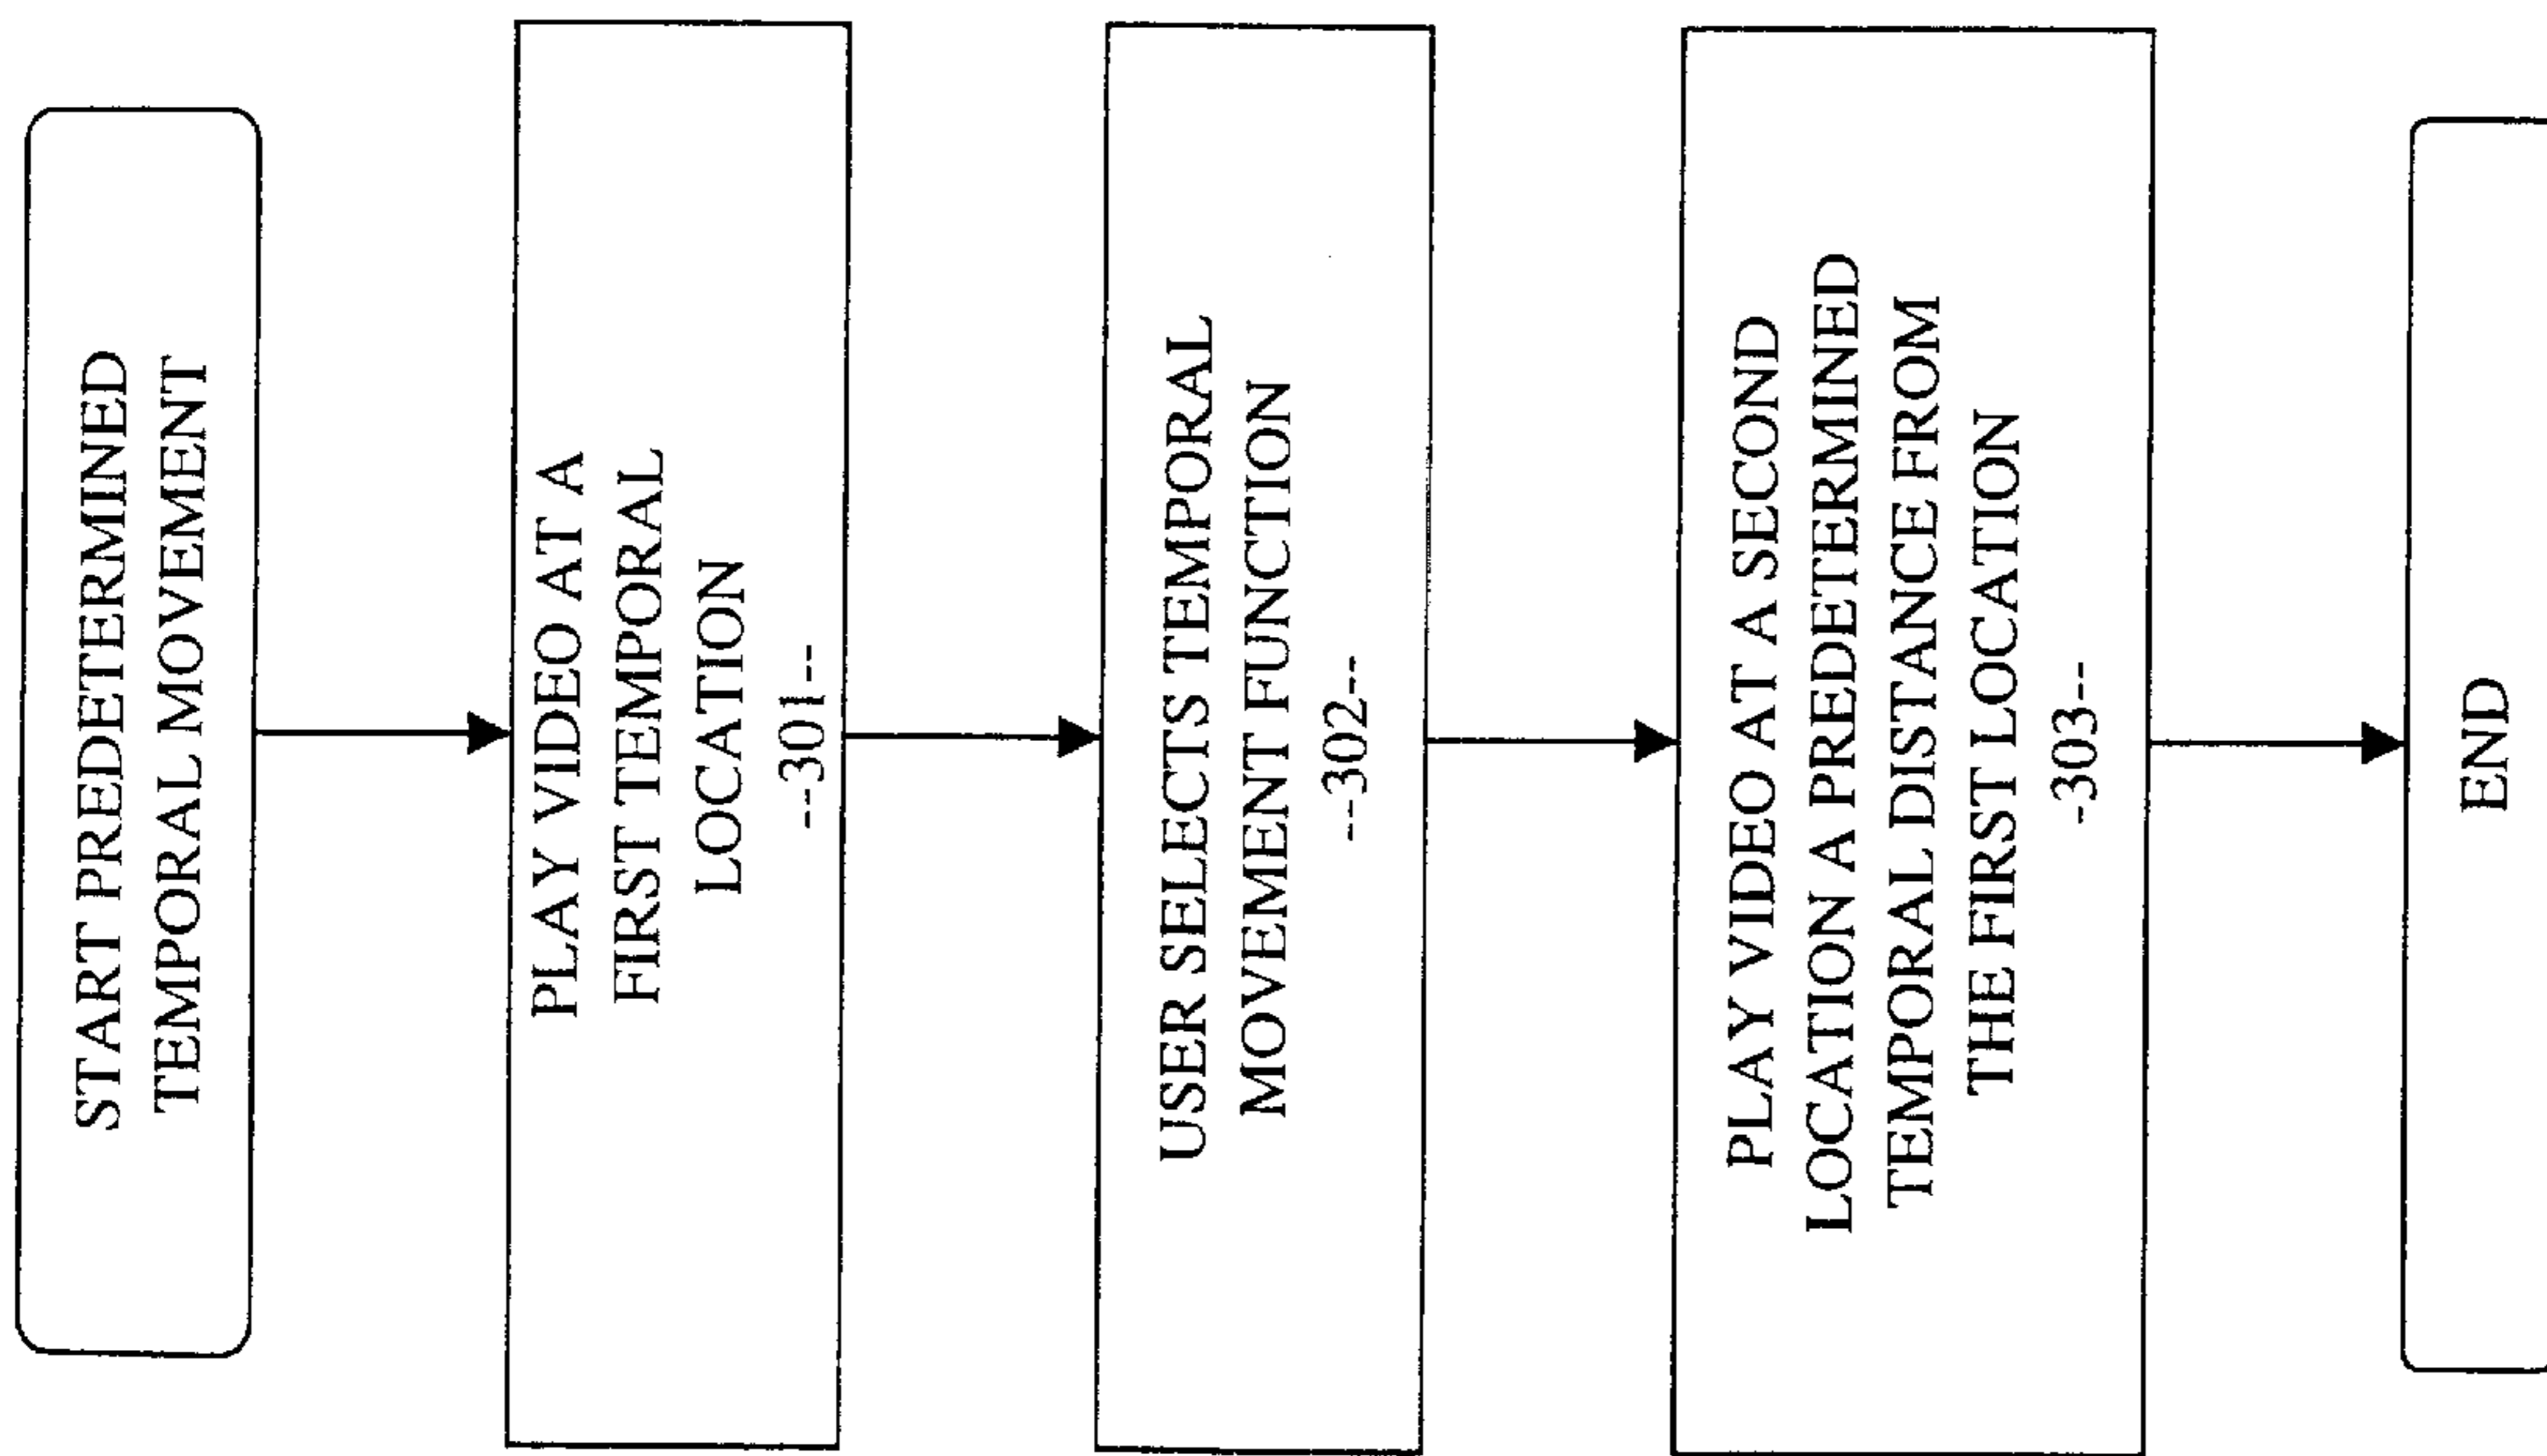 START PREDETERMINED
TEMPORAL MOVEMENT
PLAY VIDEO AT A
FIRST TEMPORAL
LOCATION
--301--
USER SELECTS TEMPORAL
MOVEMENT FUNCTION
--302--
PLAY VIDEO AT A SECOND
LOCATION A PREDETERMINED
TEMPORAL DISTANCE FROM
THE FIRST LOCATION
-303--
END